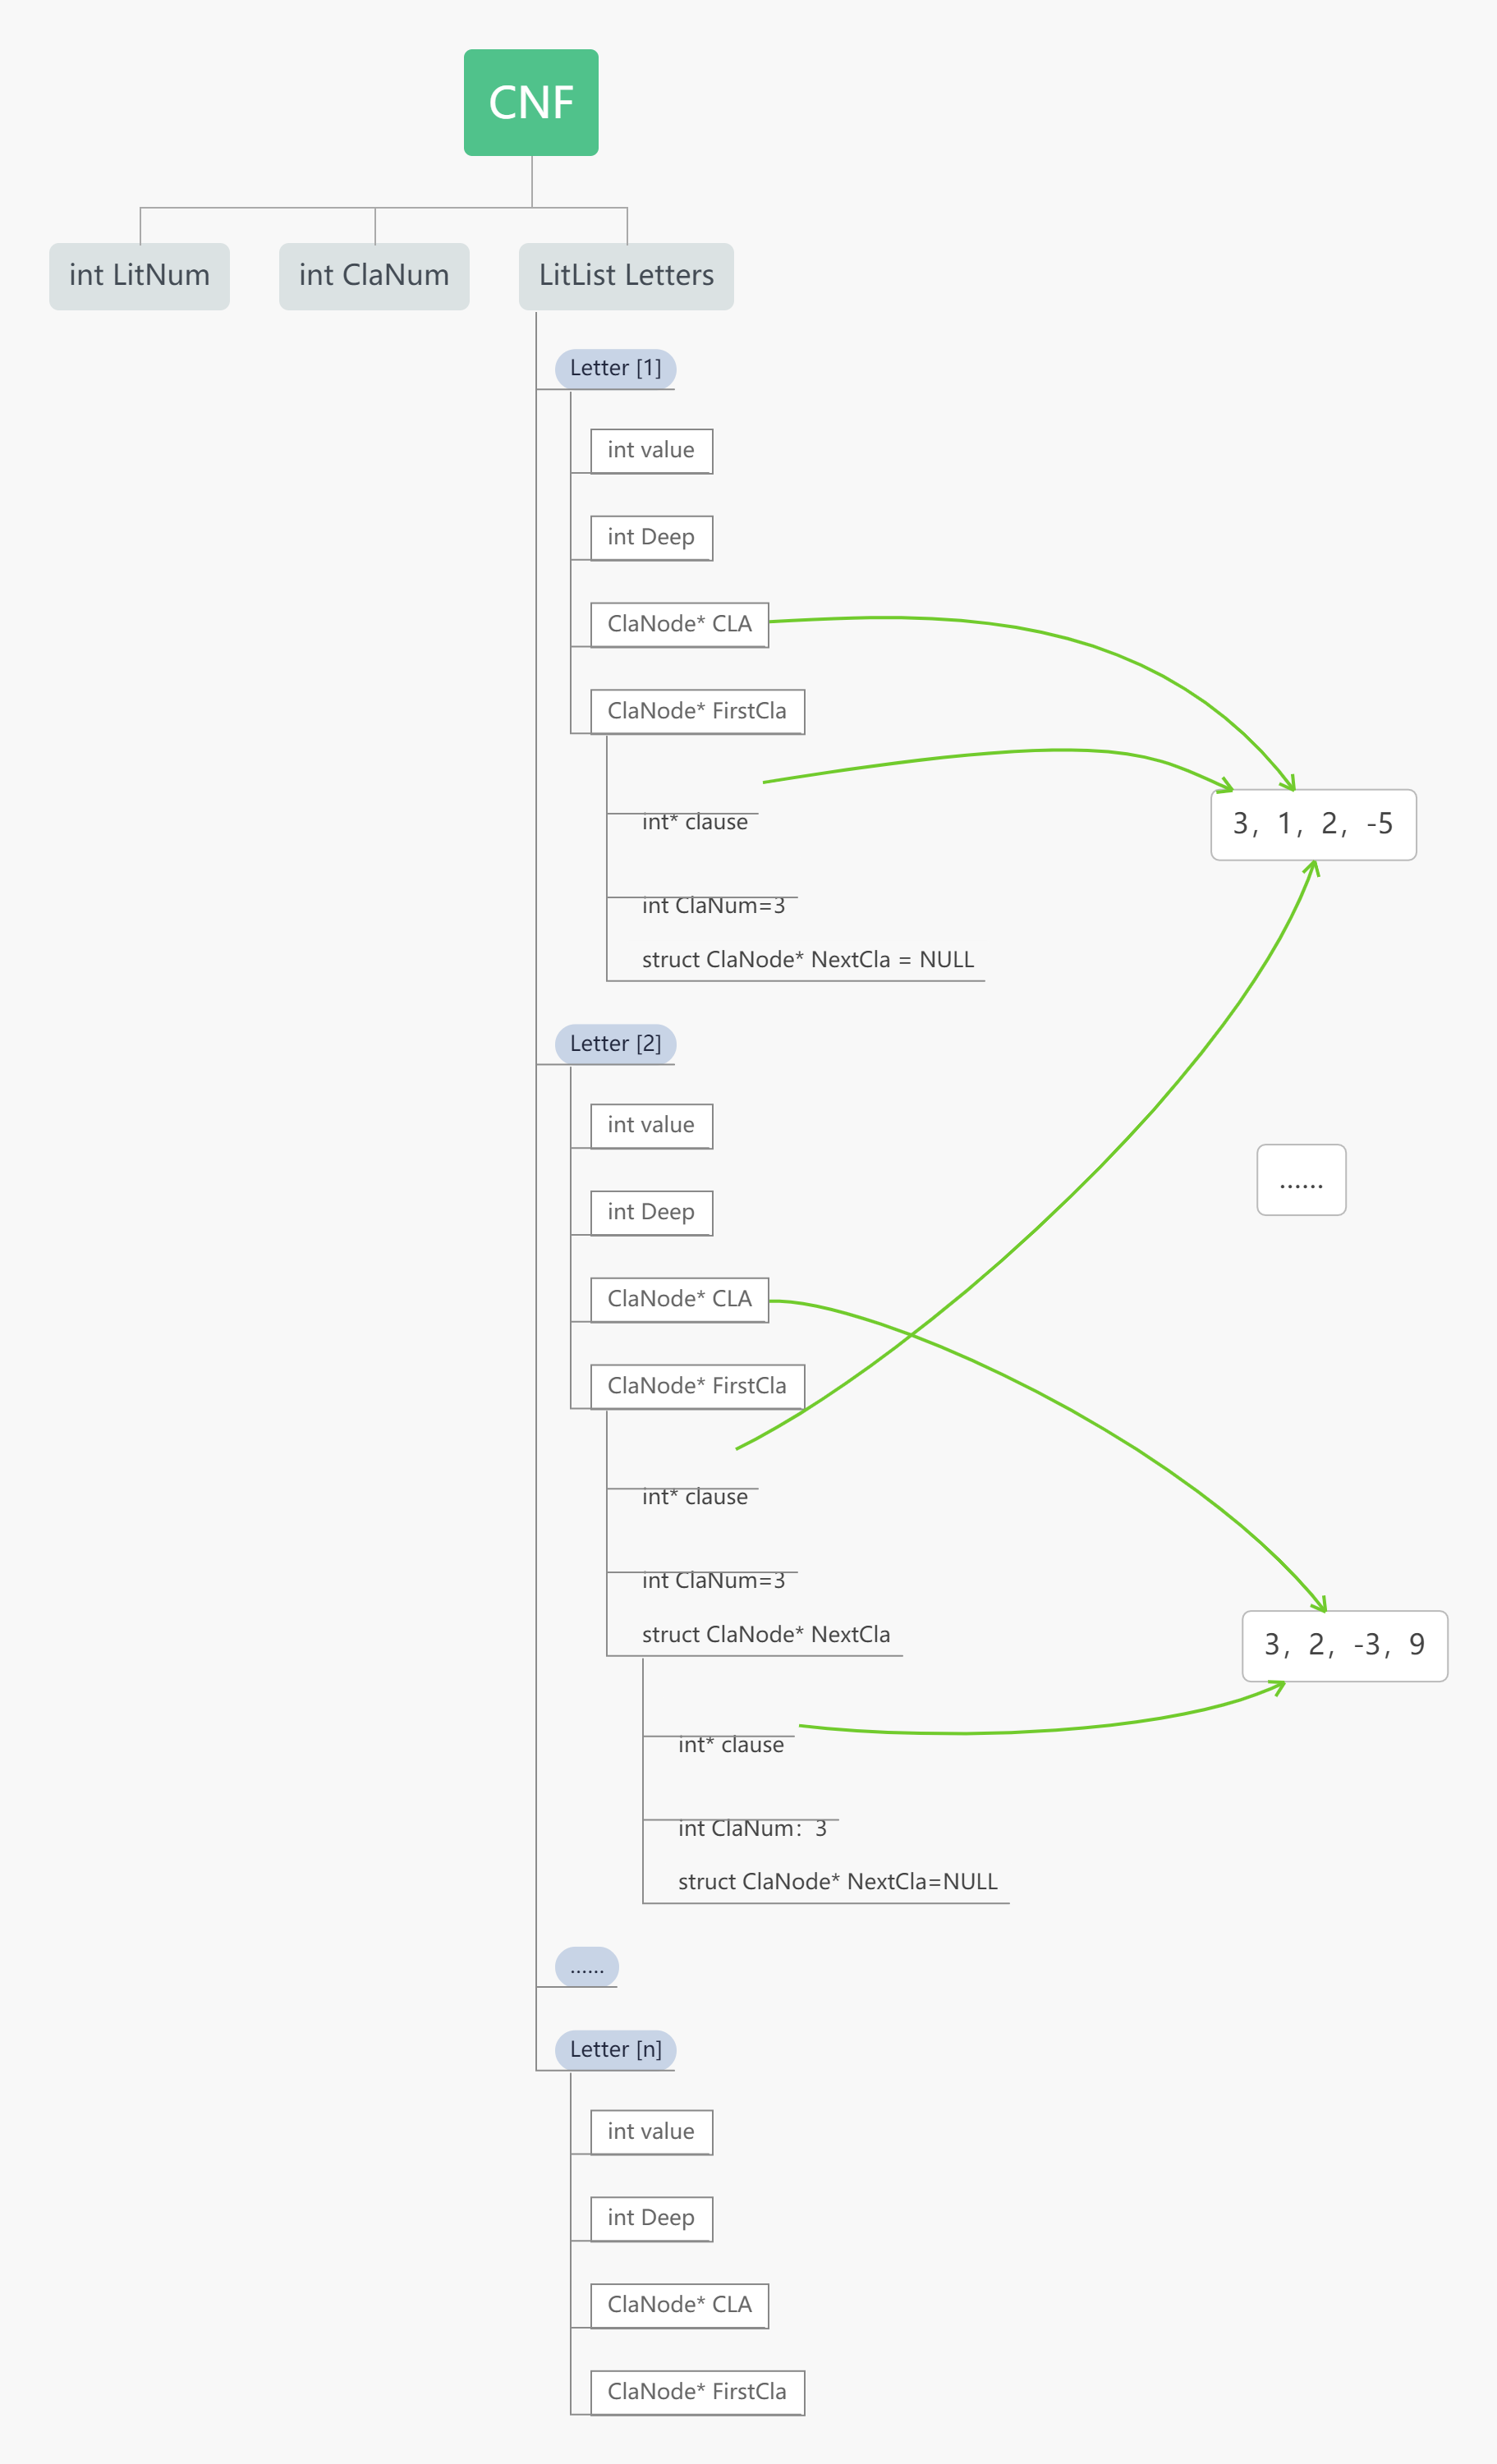 CNF
int LitNum
int ClaNum
LitList Letters
Letter [1]
int value
int Deep
ClaNode* CLA
ClaNode* FirstCla
int* clause
3，1，2，-5
int ClaNum=3
struct ClaNode* NextCla = NULL
Letter [2]
int value
......
int Deep
ClaNode* CLA
ClaNode* FirstCla
int* clause
int ClaNum=3
struct ClaNode* NextCla
3，2，-3，9
int* clause
int ClaNum：3
struct ClaNode* NextCla=NULL
......
Letter [n]
int value
int Deep
ClaNode* CLA
ClaNode* FirstCla